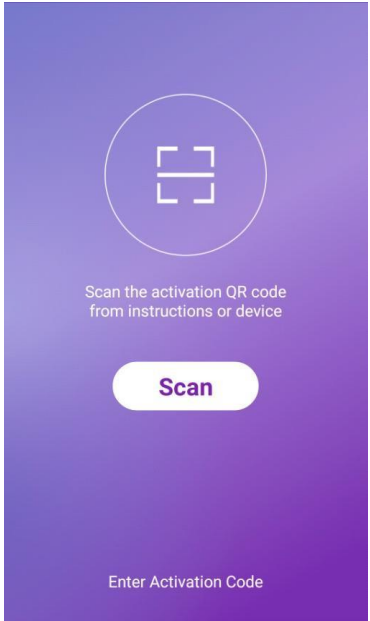 Scan the activation QR code
from instructions or device
Scan
Enter Activation Code